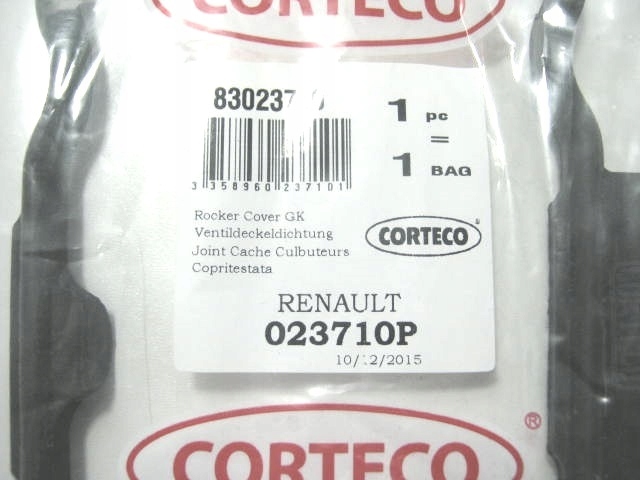 CORTECO
1 pc
=
1 BAG
3 358960 237101
Rocker Cover GK
Ventildeckeldichtung
Joint Cache Culbuteurs
Copritestata
CORTECO ®
RENAULT
023710P
10/12/2015
®
CORTECO